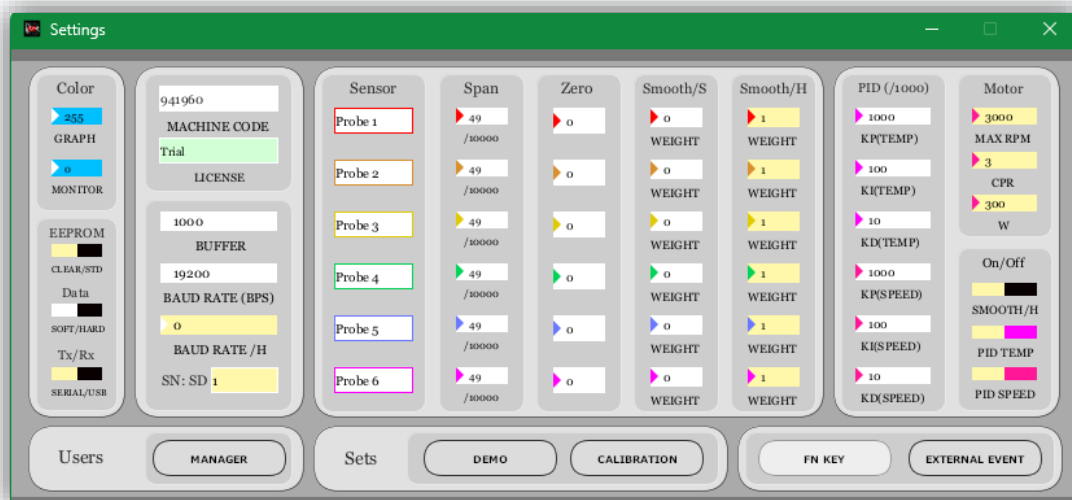 Settings
Color
255
GRAPH
0
MONITOR
EEPROM
CLEAR/STD
Data
SOFT/HARD
Tx/Rx
SERIAL/USB
941960
MACHINE CODE
Trial
LICENSE
1000
BUFFER
19200
BAUD RATE (BPS)
0
BAUD RATE /H
SN: SD 1
Sensor Span Zero Smooth/S Smooth/H
Probe 1 49 0 0 1
/10000 WEIGHT WEIGHT
Probe 2 49 0 0 1
/10000 WEIGHT WEIGHT
Probe 3 49 0 0 1
/10000 WEIGHT WEIGHT
Probe 4 49 0 0 1
/10000 WEIGHT WEIGHT
Probe 5 49 0 0 1
/10000 WEIGHT WEIGHT
Probe 6 49 0 0 1
/10000 WEIGHT WEIGHT
PID (/1000)
1000
KP(TEMP)
100
KI(TEMP)
10
KD(TEMP)
1000
KP(SPEED)
100
KI(SPEED)
10
KD(SPEED)
Motor
3000
MAX RPM
3
CPR
300
W
On/Off
SMOOTH/H
PID TEMP
PID SPEED
Users MANAGER
Sets DEMO CALIBRATION
FN KEY EXTERNAL EVENT